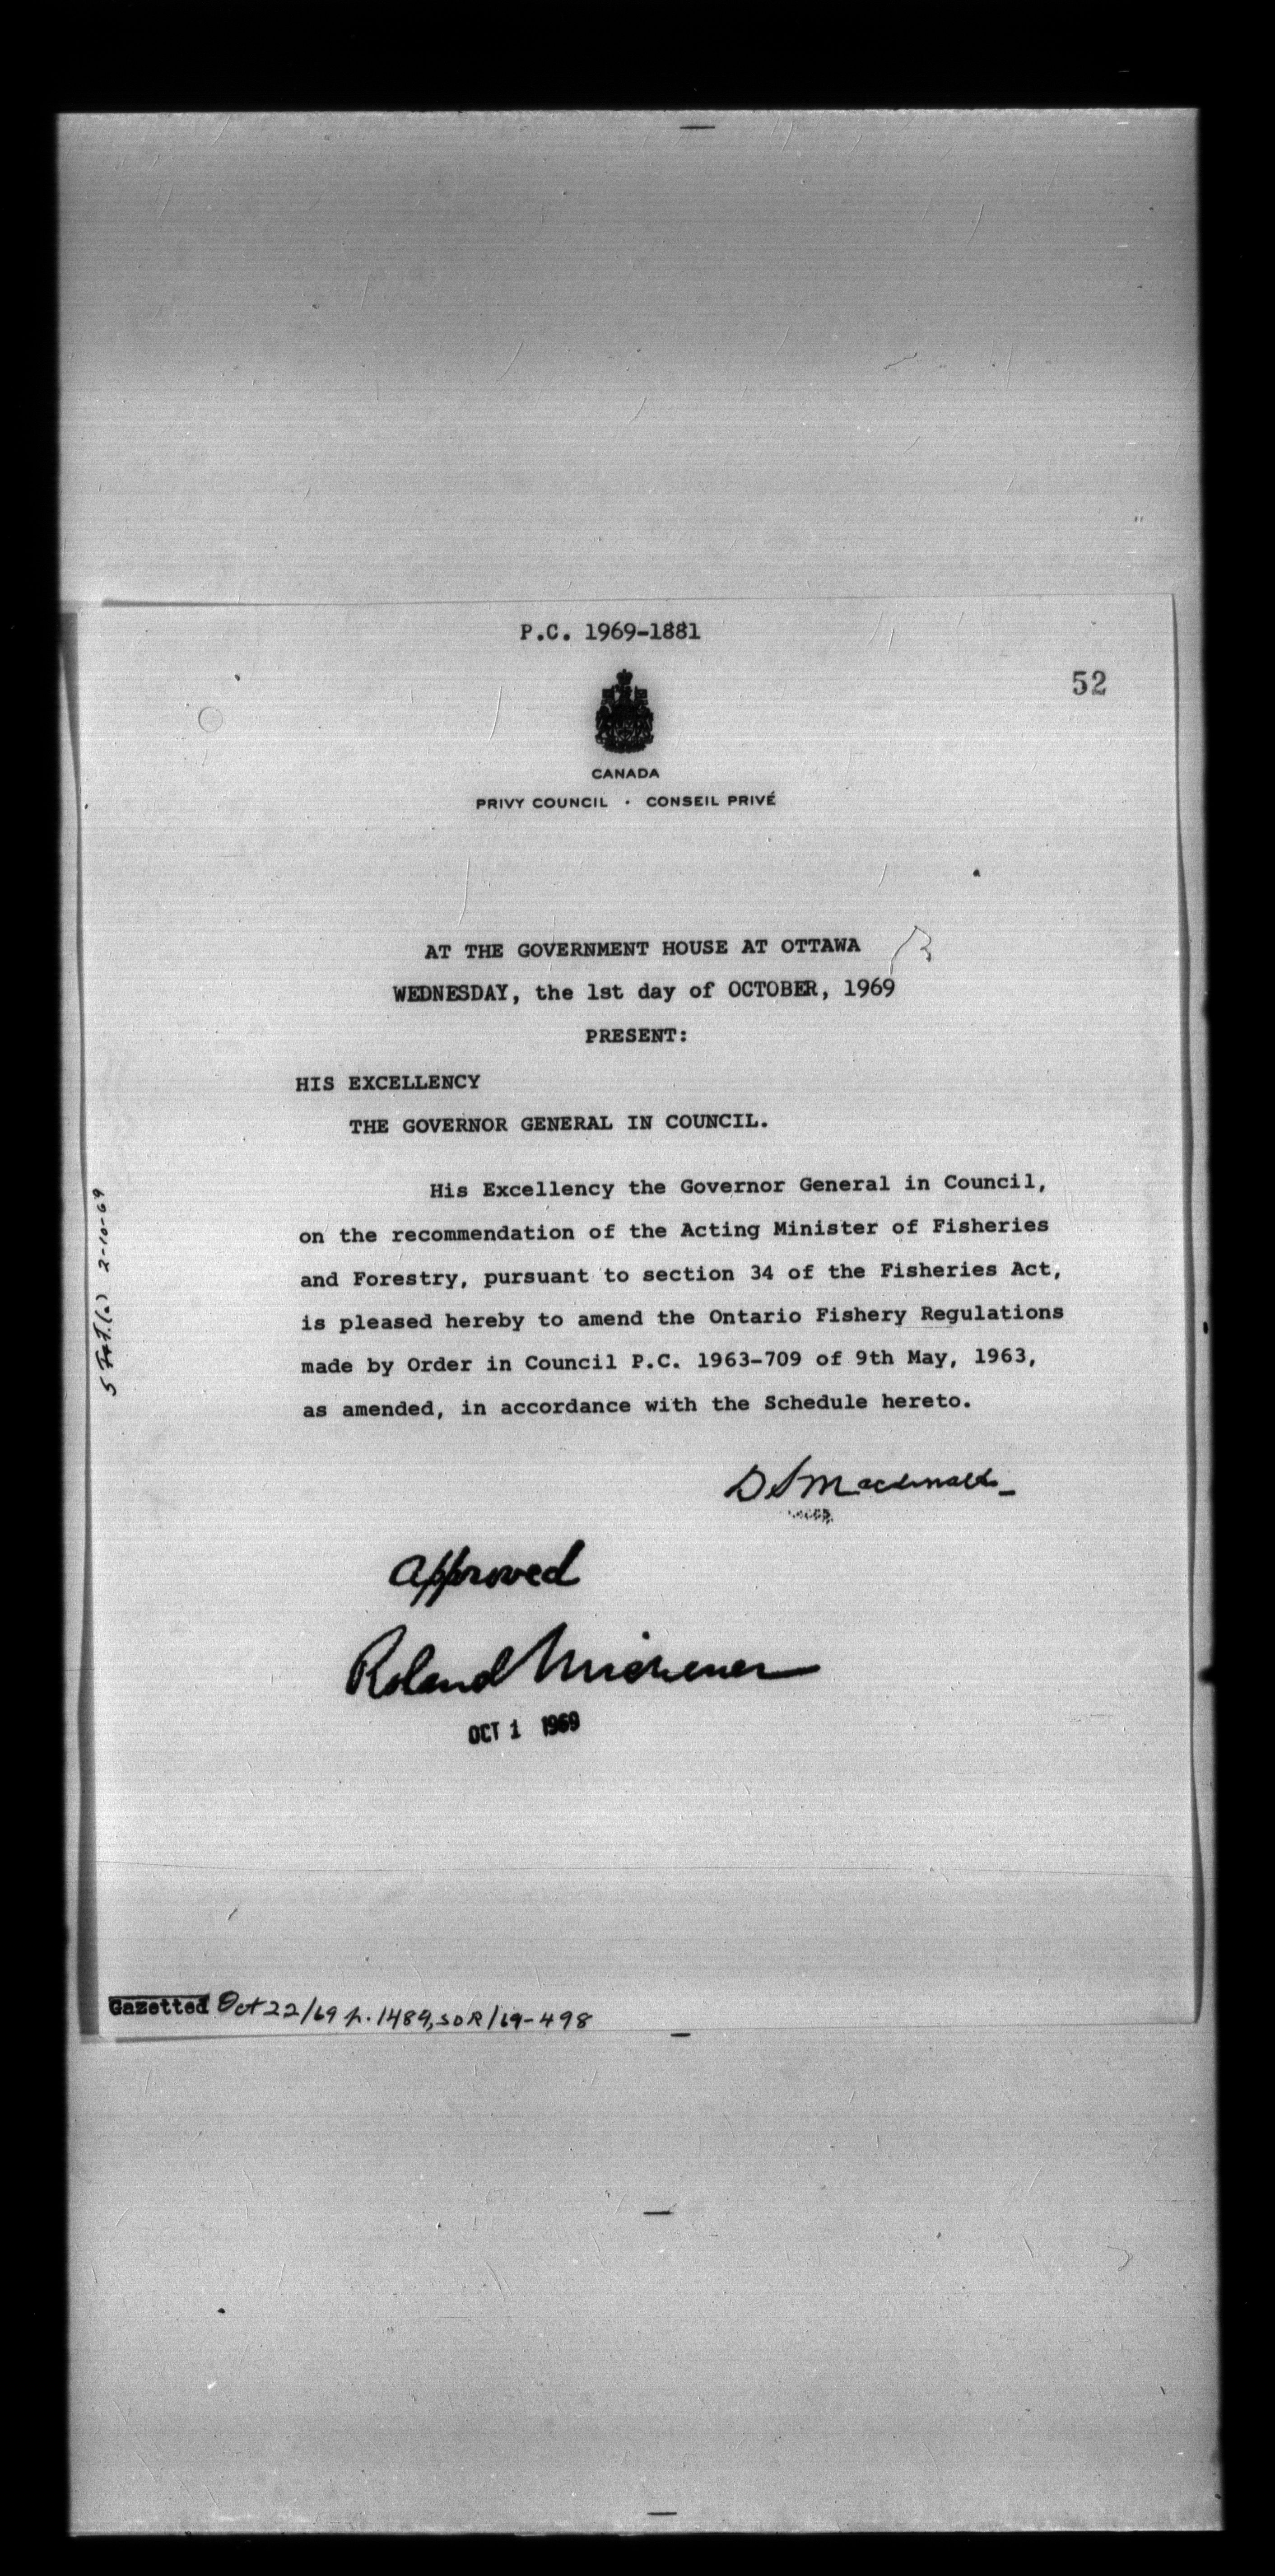 P.C. 1969-1881
52
CANADA
PRIVY COUNCIL · CONSEIL PRIVÉ
AT THE GOVERNMENT HOUSE AT OTTAWA
WEDNESDAY, the 1st day of OCTOBER, 1969
PRESENT:
HIS EXCELLENCY
THE GOVERNOR GENERAL IN COUNCIL.
His Excellency the Governor General in Council,
on the recommendation of the Acting Minister of Fisheries
and Forestry, pursuant to section 34 of the Fisheries Act,
is pleased hereby to amend the Ontario Fishery Regulations
made by Order in Council P.C. 1963-709 of 9th May, 1963,
as amended, in accordance with the Schedule hereto.
D S Macdonald
Approved
Roland Michener
OCT 1 1969
2-10-69
Gazetted Oct 22/69 p. 1489, SOR/69-498